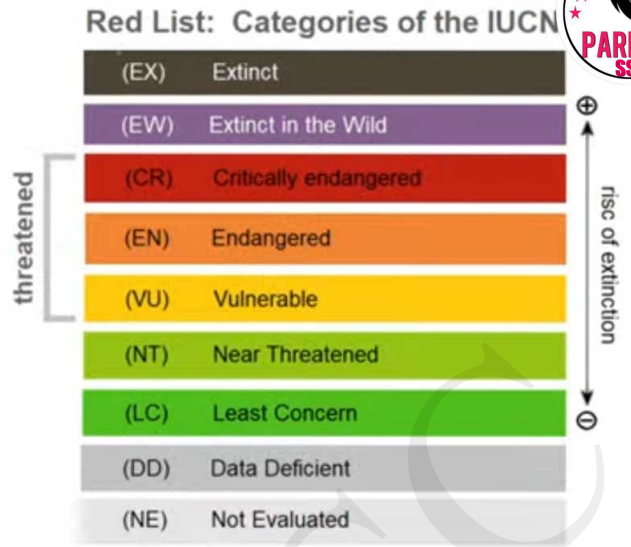 Red List: Categories of the IUCN
(EX) Extinct
(EW) Extinct in the Wild
(CR) Critically endangered
(EN) Endangered
(VU) Vulnerable
(NT) Near Threatened
(LC) Least Concern
(DD) Data Deficient
(NE) Not Evaluated
threatened
risc of extinction